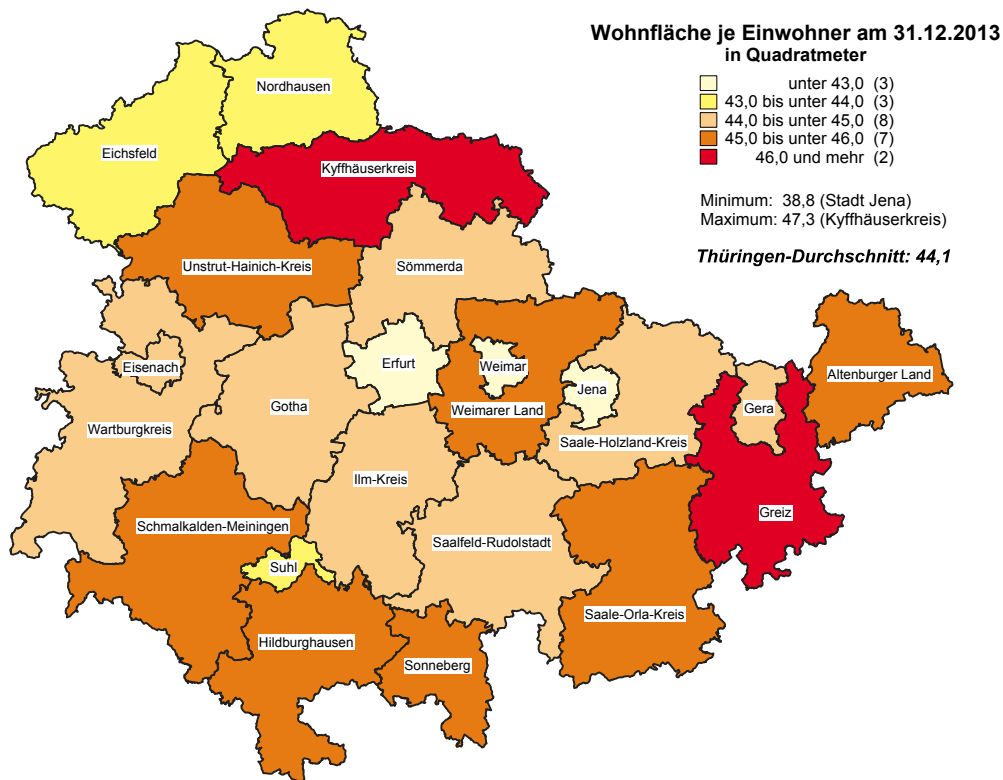 Wohnfläche je Einwohner am 31.12.2013
in Quadratmeter
unter 43,0 (3)
43,0 bis unter 44,0 (3)
44,0 bis unter 45,0 (8)
45,0 bis unter 46,0 (7)
46,0 und mehr (2)
Minimum: 38,8 (Stadt Jena)
Maximum: 47,3 (Kyffhäuserkreis)
Thüringen-Durchschnitt: 44,1
Nordhausen
Eichsfeld
Kyffhäuserkreis
Unstrut-Hainich-Kreis
Sömmerda
Eisenach
Erfurt
Weimar
Jena
Altenburger Land
Gotha
Weimarer Land
Gera
Wartburgkreis
Saale-Holzland-Kreis
Ilm-Kreis
Greiz
Schmalkalden-Meiningen
Saalfeld-Rudolstadt
Suhl
Saale-Orla-Kreis
Hildburghausen
Sonneberg